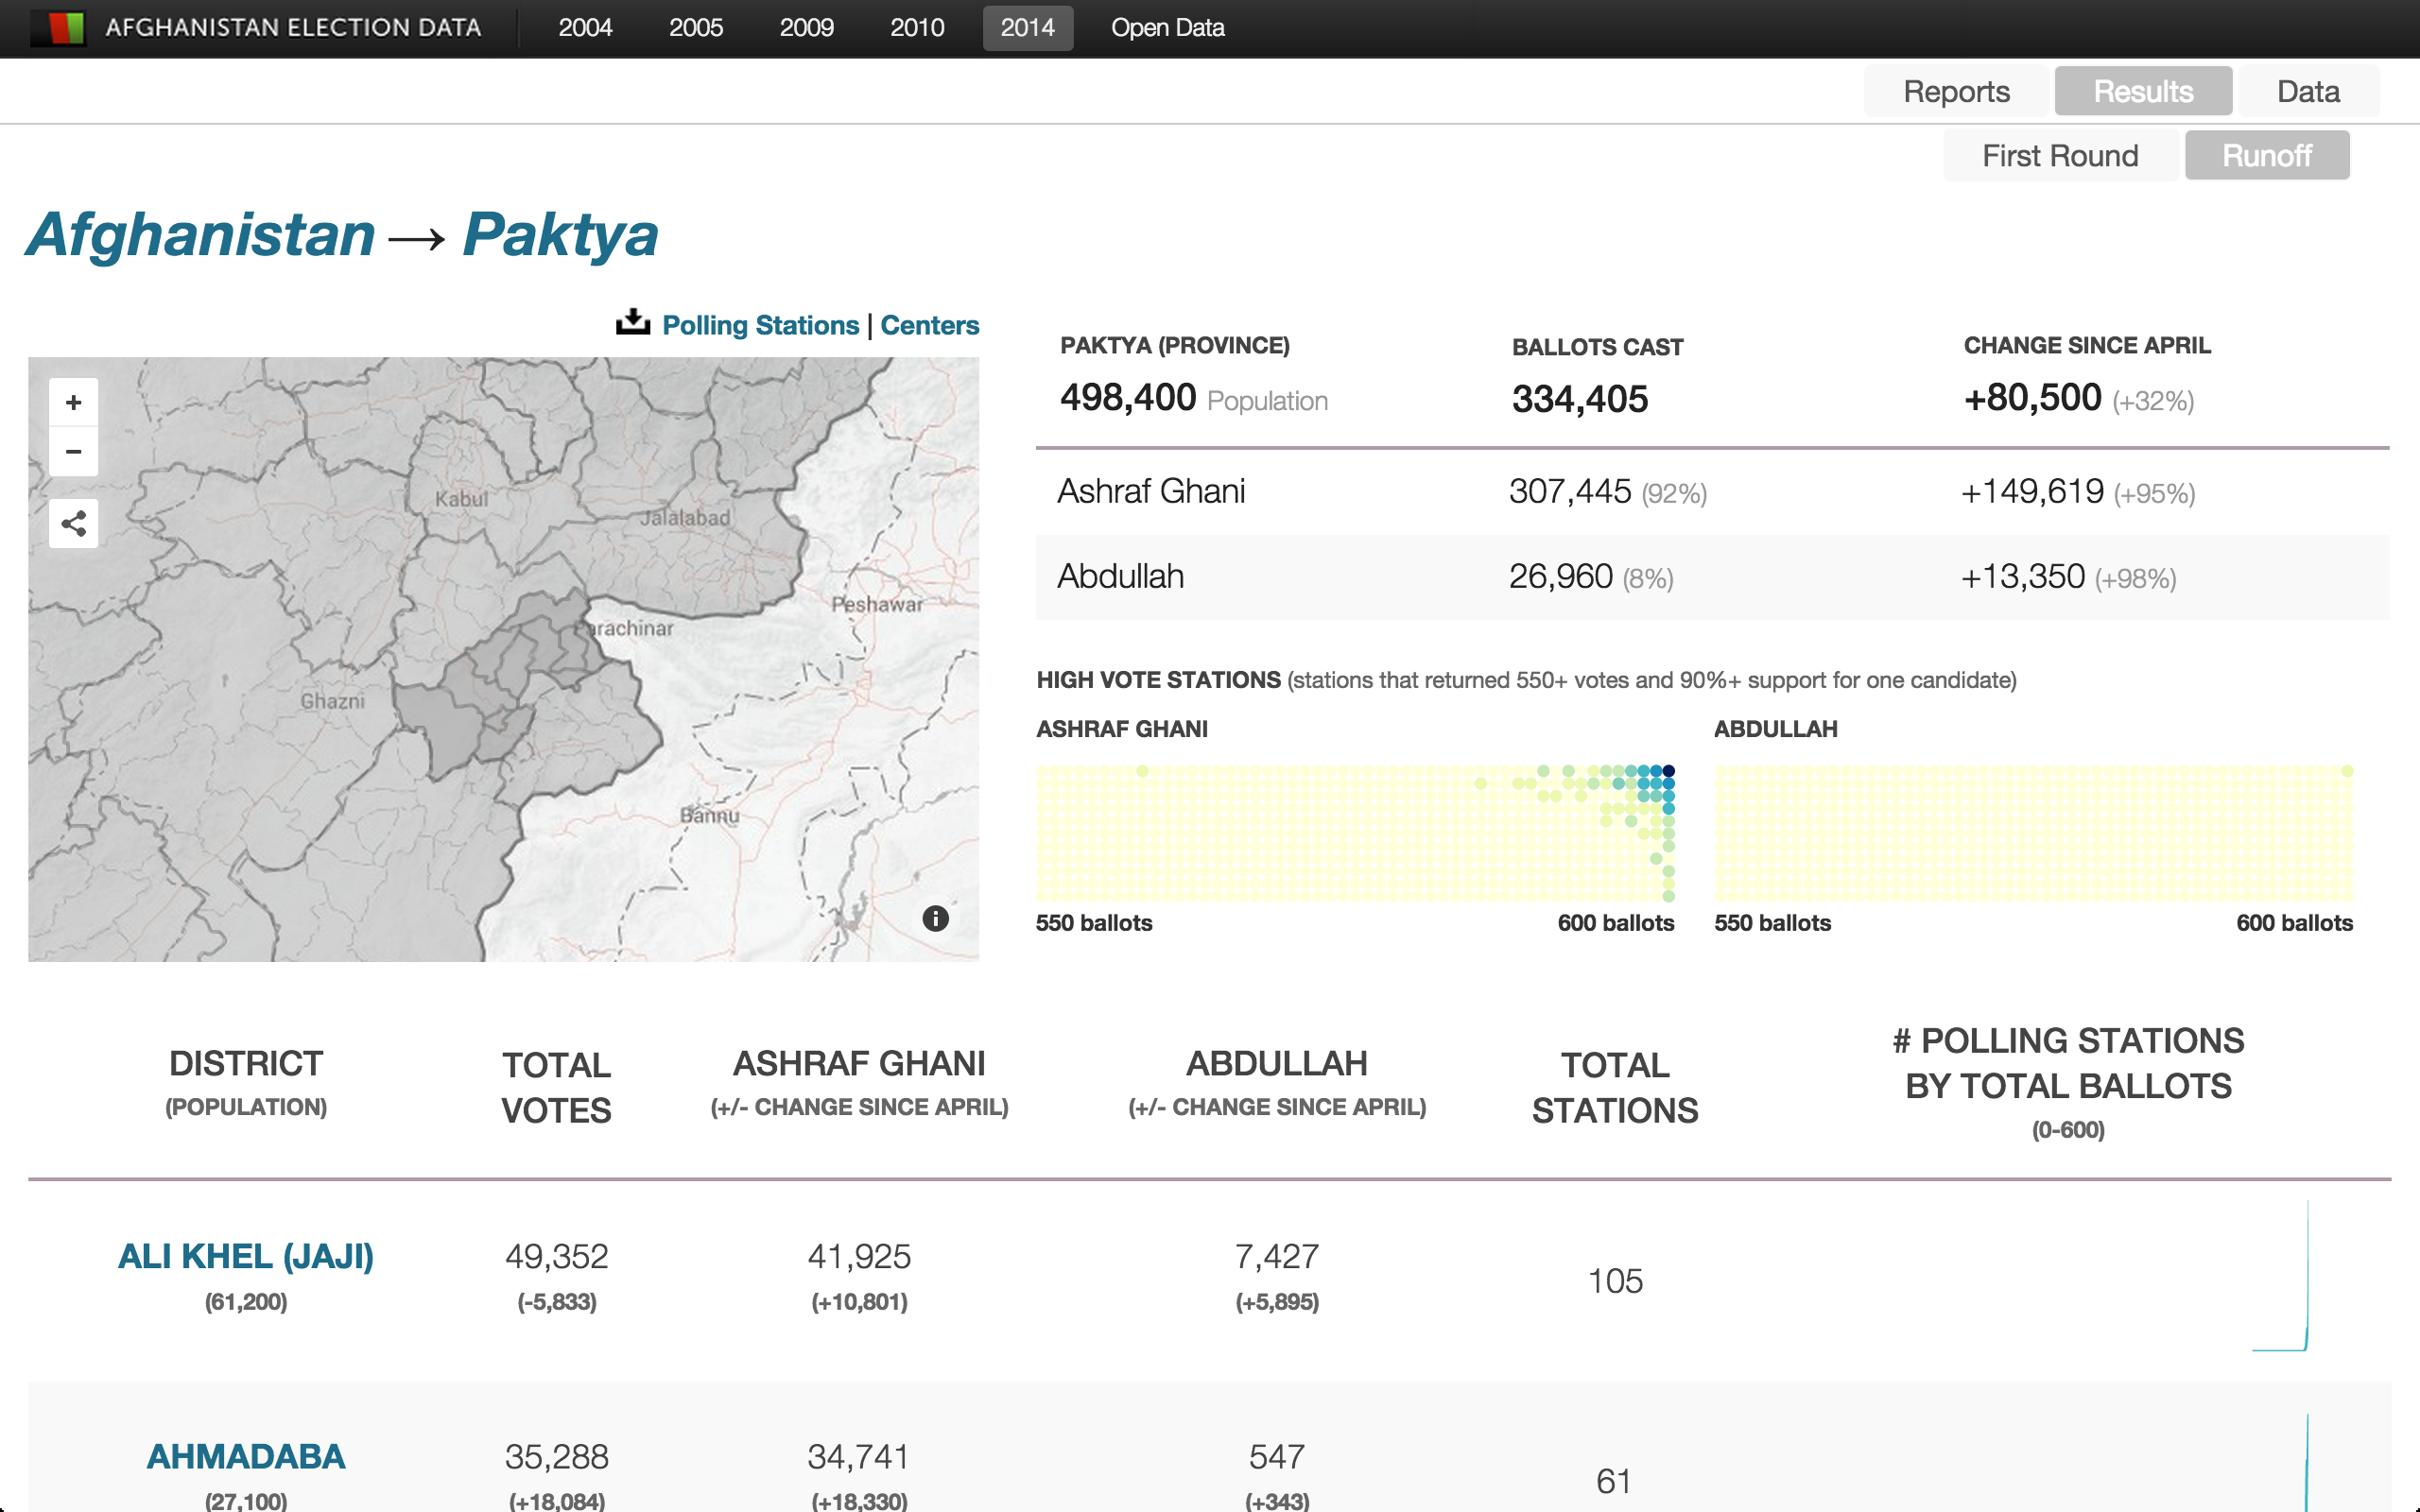 AFGHANISTAN ELECTION DATA 2004 2005 2009 2010 2014 Open Data
Reports Results Data
First Round Runoff
Afghanistan → Paktya
Polling Stations | Centers
+
−
Kabul
Jalalabad
Peshawar
Parachinar
Ghazni
Bannu
PAKTYA (PROVINCE) BALLOTS CAST CHANGE SINCE APRIL
498,400 Population 334,405 +80,500 (+32%)
Ashraf Ghani 307,445 (92%) +149,619 (+95%)
Abdullah 26,960 (8%) +13,350 (+98%)
HIGH VOTE STATIONS (stations that returned 550+ votes and 90%+ support for one candidate)
ASHRAF GHANI ABDULLAH
550 ballots 600 ballots 550 ballots 600 ballots
DISTRICT
(POPULATION)
TOTAL
VOTES
ASHRAF GHANI
(+/- CHANGE SINCE APRIL)
ABDULLAH
(+/- CHANGE SINCE APRIL)
TOTAL
STATIONS
# POLLING STATIONS
BY TOTAL BALLOTS
(0-600)
ALI KHEL (JAJI) 49,352 41,925 7,427 105
(61,200) (-5,833) (+10,801) (+5,895)
AHMADABA 35,288 34,741 547 61
(27,100) (+18,084) (+18,330) (+343)